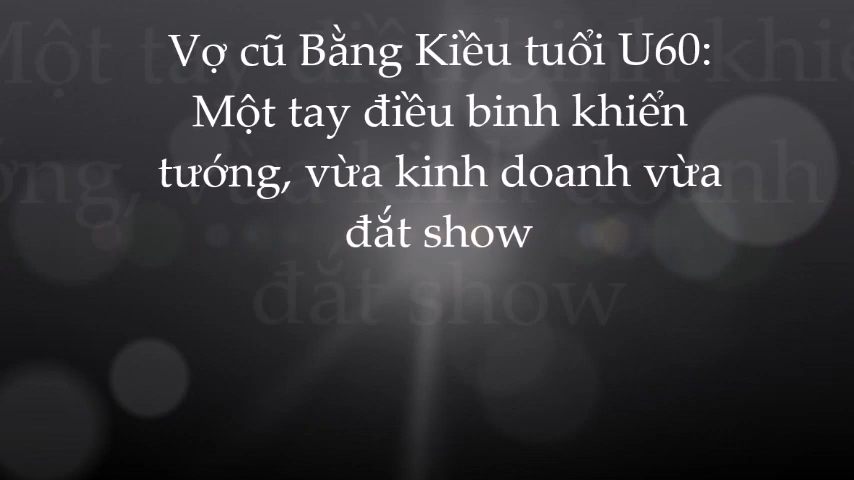 Vợ cũ Bằng Kiều tuổi U60:
Một tay điều binh khiển
tướng, vừa kinh doanh vừa
đắt show